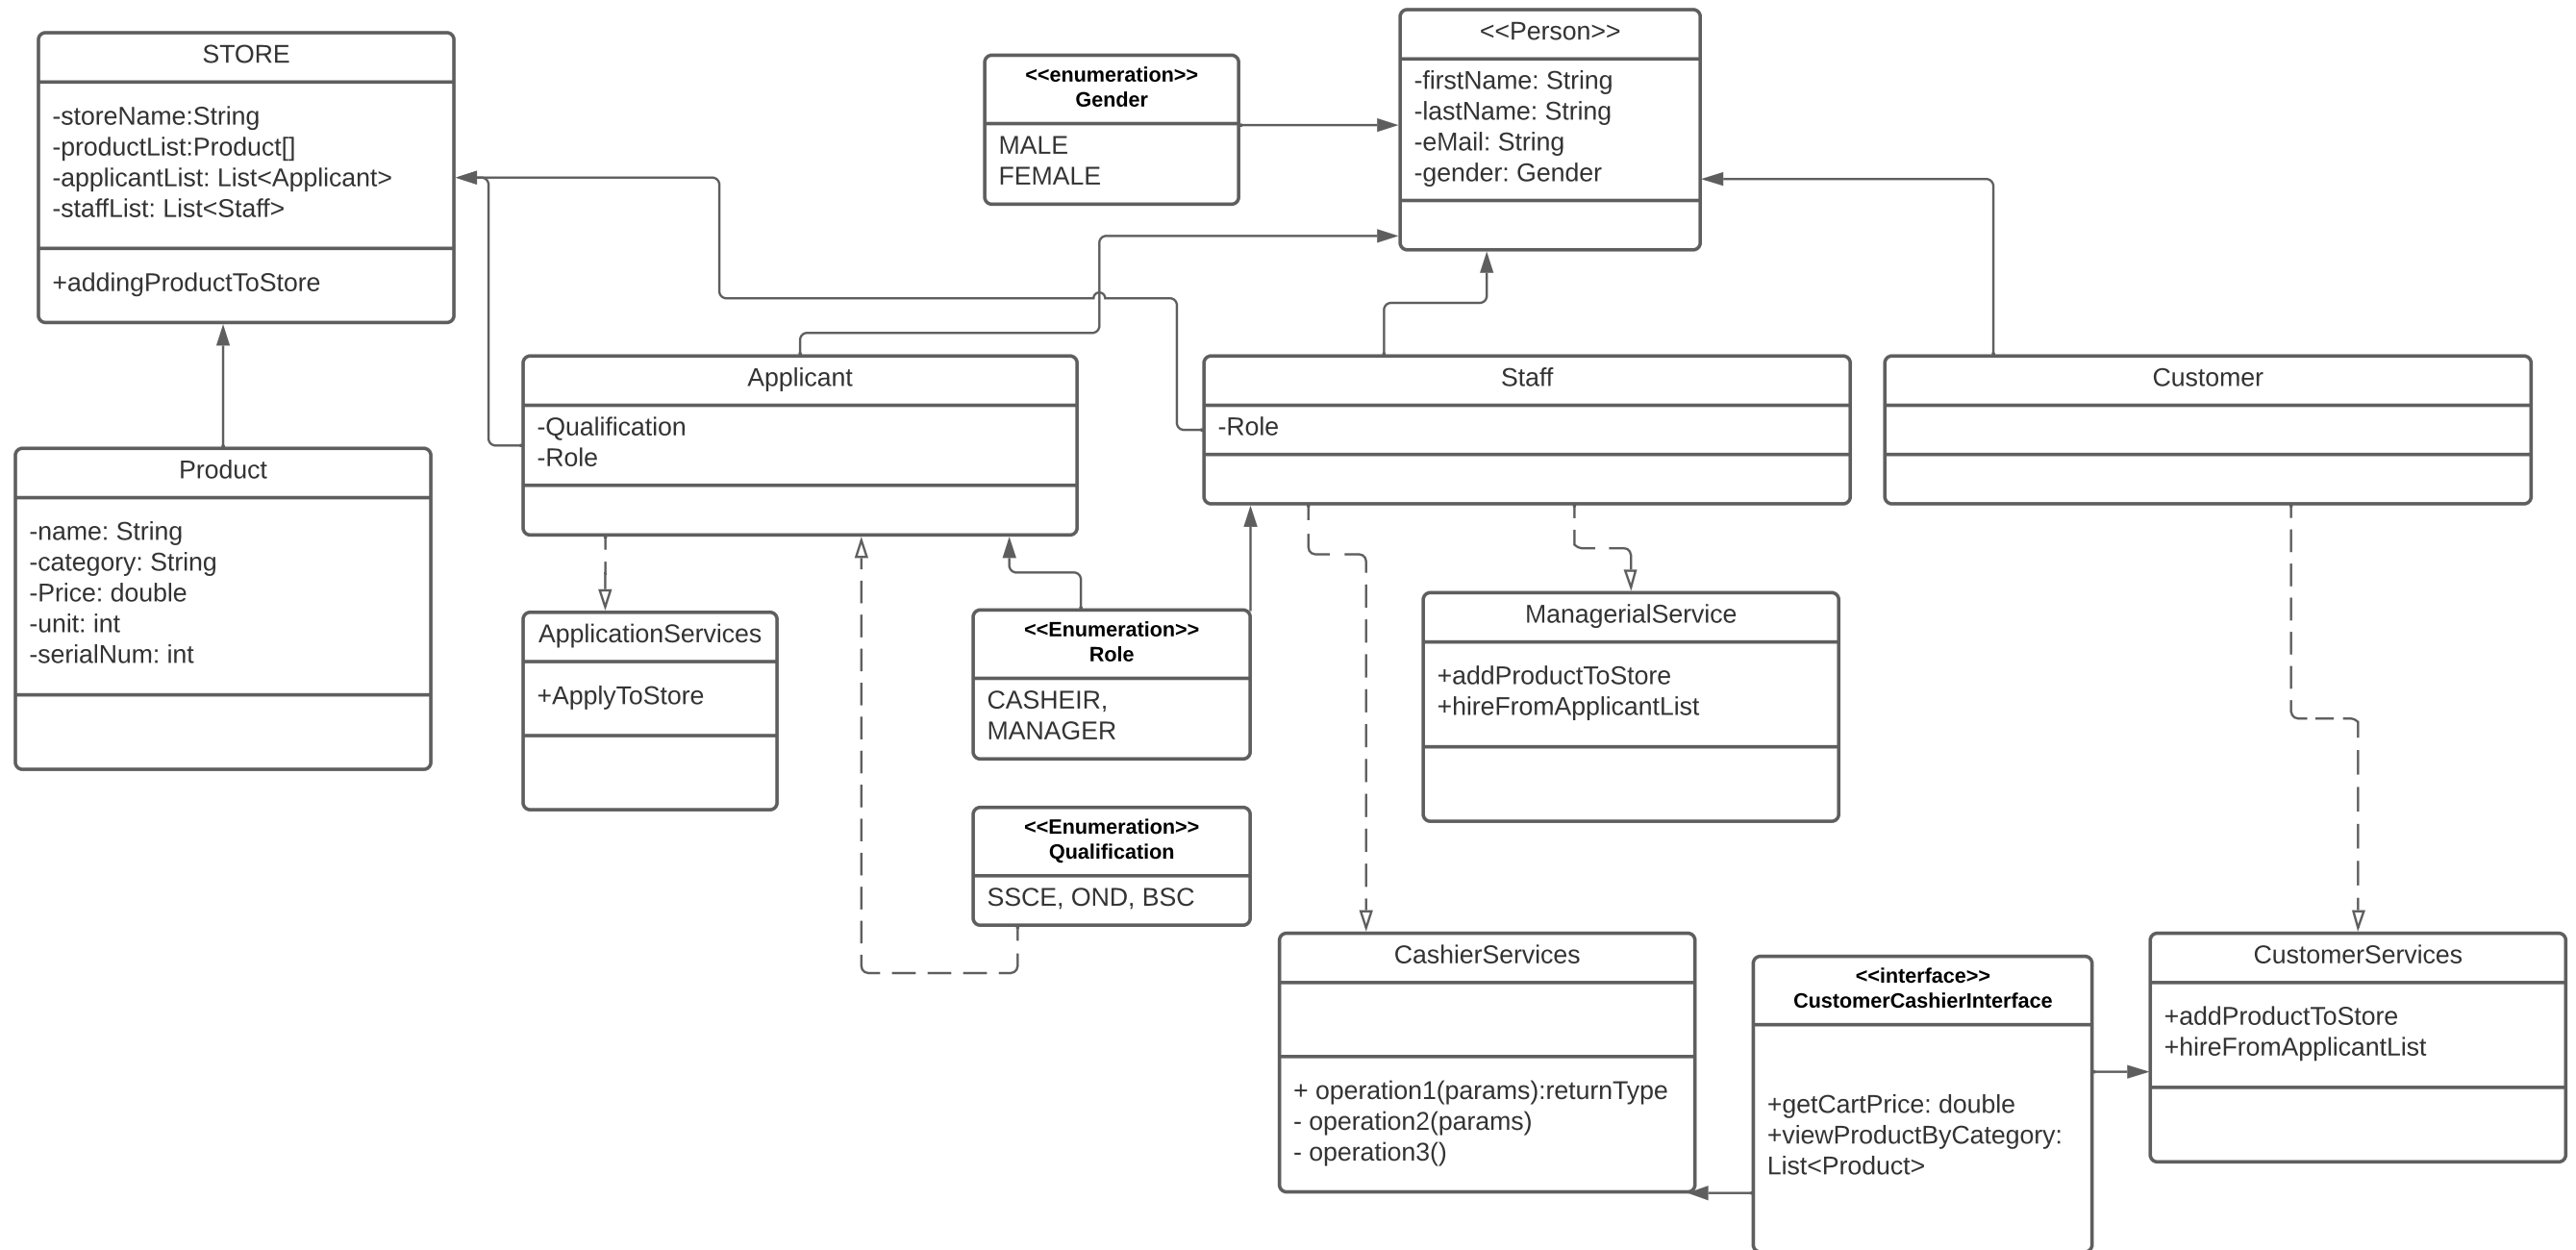 STORE
-storeName:String
-productList:Product[]
-applicantList: List<Applicant>
-staffList: List<Staff>
+addingProductToStore
<<enumeration>>
Gender
MALE
FEMALE
<<Person>>
-firstName: String
-lastName: String
-eMail: String
-gender: Gender
Product
-name: String
-category: String
-Price: double
-unit: int
-serialNum: int
Applicant
-Qualification
-Role
Staff
-Role
Customer
ApplicationServices
+ApplyToStore
<<Enumeration>>
Role
CASHEIR,
MANAGER
<<Enumeration>>
Qualification
SSCE, OND, BSC
ManagerialService
+addProductToStore
+hireFromApplicantList
CashierServices
+ operation1(params):returnType
- operation2(params)
- operation3()
<<interface>>
CustomerCashierInterface
+getCartPrice: double
+viewProductByCategory:
List<Product>
CustomerServices
+addProductToStore
+hireFromApplicantList